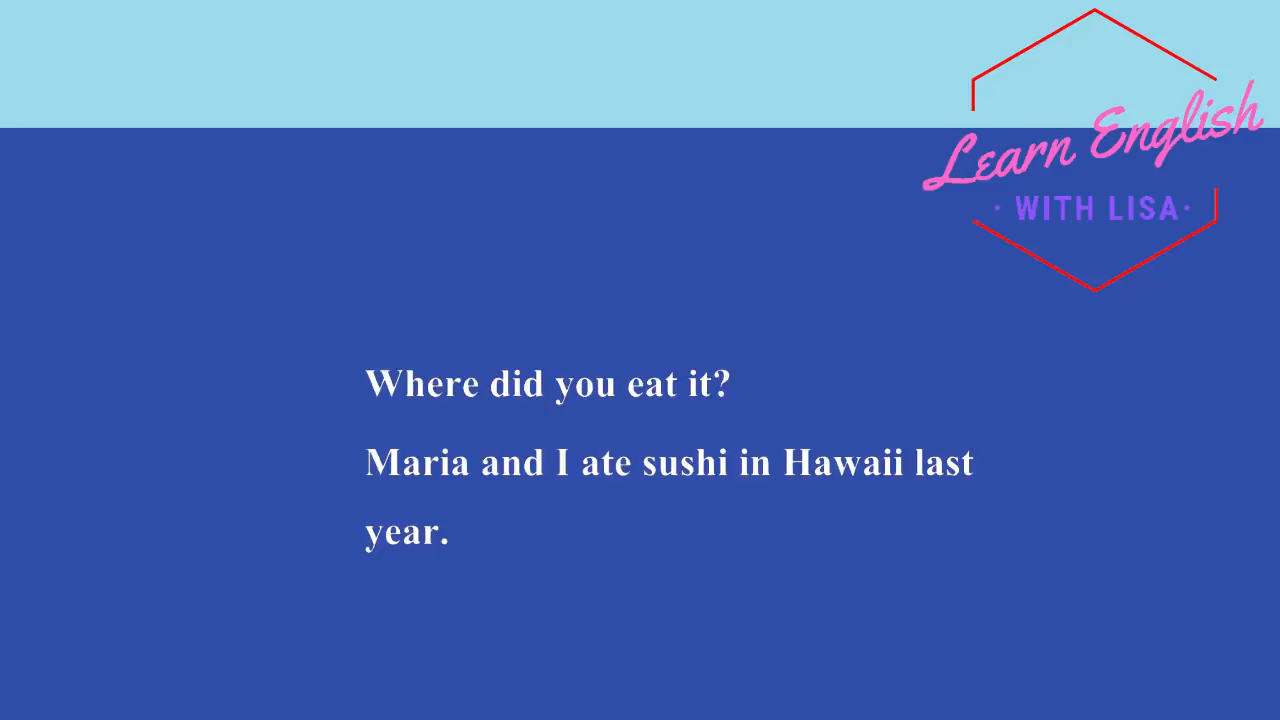 Learn English
· WITH LISA·
Where did you eat it?
Maria and I ate sushi in Hawaii last
year.